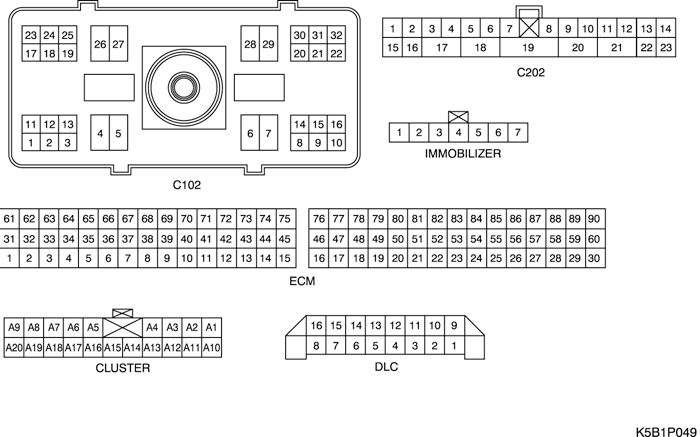 23 24 25 26 27 28 29 30 31 32
17 18 19 20 21 22
11 12 13 4 5 6 7 14 15 16
1 2 3 8 9 10
C102
1 2 3 4 5 6 7 8 9 10 11 12 13 14
15 16 17 18 19 20 21 22 23
C202
1 2 3 4 5 6 7
IMMOBILIZER
61 62 63 64 65 66 67 68 69 70 71 72 73 74 75 76 77 78 79 80 81 82 83 84 85 86 87 88 89 90
31 32 33 34 35 36 37 38 39 40 41 42 43 44 45 46 47 48 49 50 51 52 53 54 55 56 57 58 59 60
1 2 3 4 5 6 7 8 9 10 11 12 13 14 15 16 17 18 19 20 21 22 23 24 25 26 27 28 29 30
ECM
A9 A8 A7 A6 A5 A4 A3 A2 A1
A20 A19 A18 A17 A16 A15 A14 A13 A12 A11 A10
CLUSTER
16 15 14 13 12 11 10 9
8 7 6 5 4 3 2 1
DLC
K5B1P049